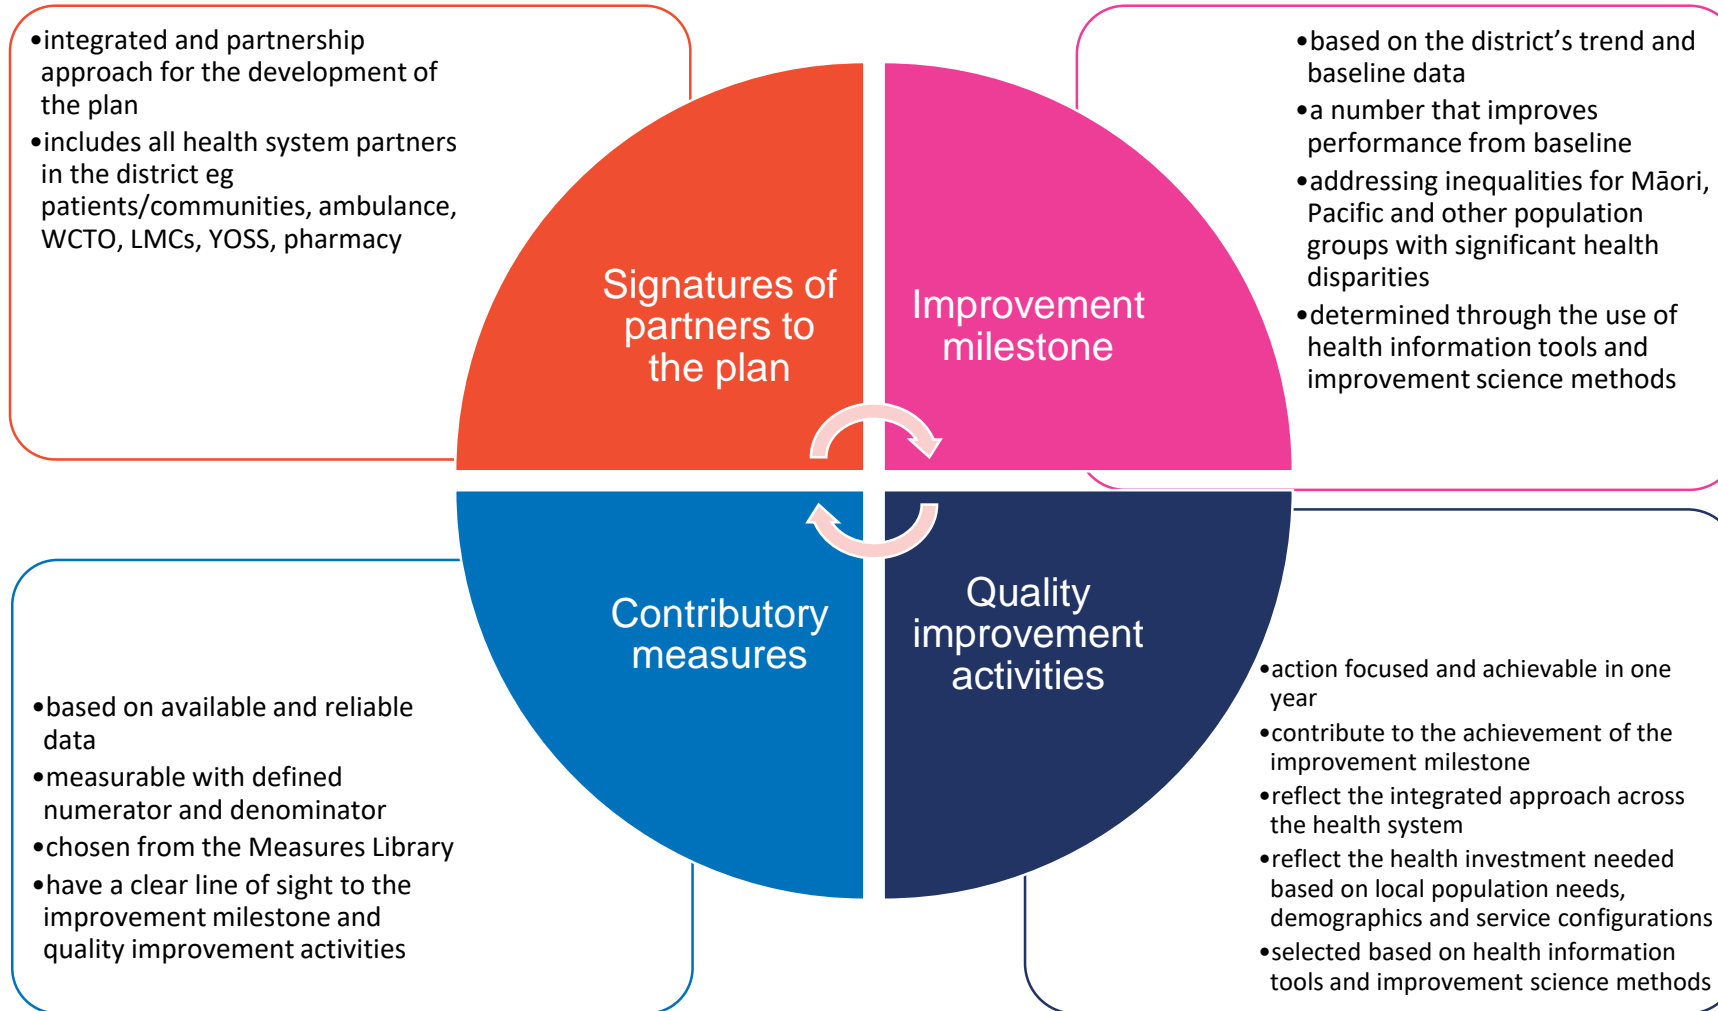 •integrated and partnership
approach for the development of
the plan
•includes all health system partners
in the district eg
patients/communities, ambulance,
WCTO, LMCs, YOSS, pharmacy
Signatures of
partners to
the plan
•based on the district’s trend and
baseline data
•a number that improves
performance from baseline
•addressing inequalities for Māori,
Pacific and other population
groups with significant health
disparities
•determined through the use of
health information tools and
improvement science methods
Improvement
milestone
Contributory
measures
•based on available and reliable
data
•measurable with defined
numerator and denominator
•chosen from the Measures Library
•have a clear line of sight to the
improvement milestone and
quality improvement activities
Quality
improvement
activities
•action focused and achievable in one
year
•contribute to the achievement of the
improvement milestone
•reflect the integrated approach across
the health system
•reflect the health investment needed
based on local population needs,
demographics and service configurations
•selected based on health information
tools and improvement science methods